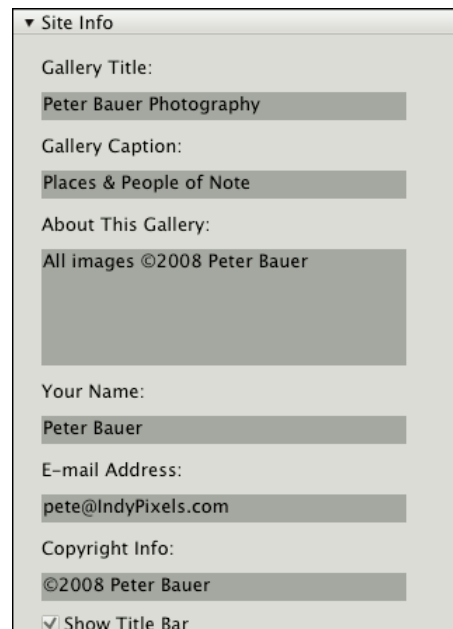 Site Info
Gallery Title:
Peter Bauer Photography
Gallery Caption:
Places & People of Note
About This Gallery:
All images ©2008 Peter Bauer
Your Name:
Peter Bauer
E-mail Address:
pete@IndyPixels.com
Copyright Info:
©2008 Peter Bauer
Show Title Bar